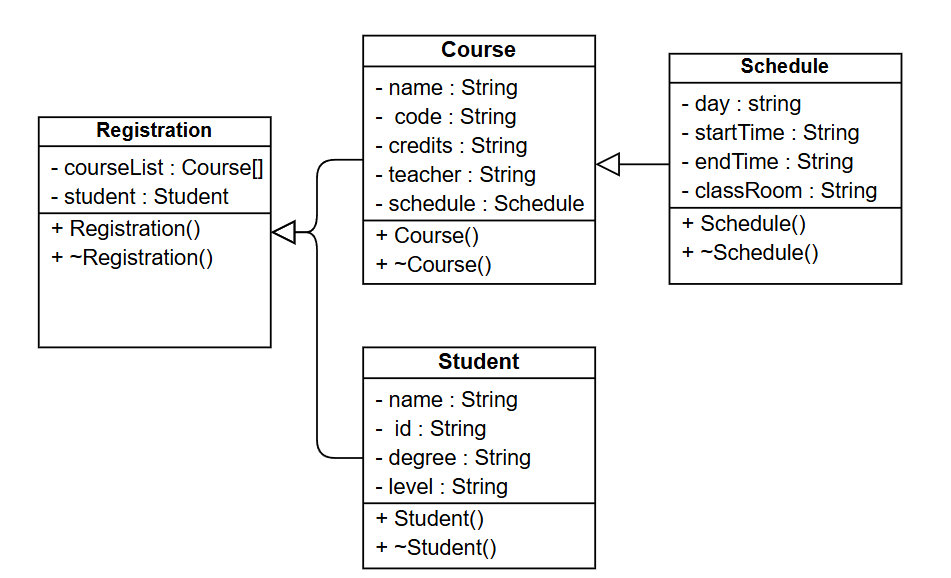 Registration
- courseList : Course[]
- student : Student
+ Registration()
+ ~Registration()
Course
- name : String
-  code : String
- credits : String
- teacher : String
- schedule : Schedule
+ Course()
+ ~Course()
Schedule
- day : string
- startTime : String
- endTime : String
- classRoom : String
+ Schedule()
+ ~Schedule()
Student
- name : String
-  id : String
- degree : String
- level : String
+ Student()
+ ~Student()